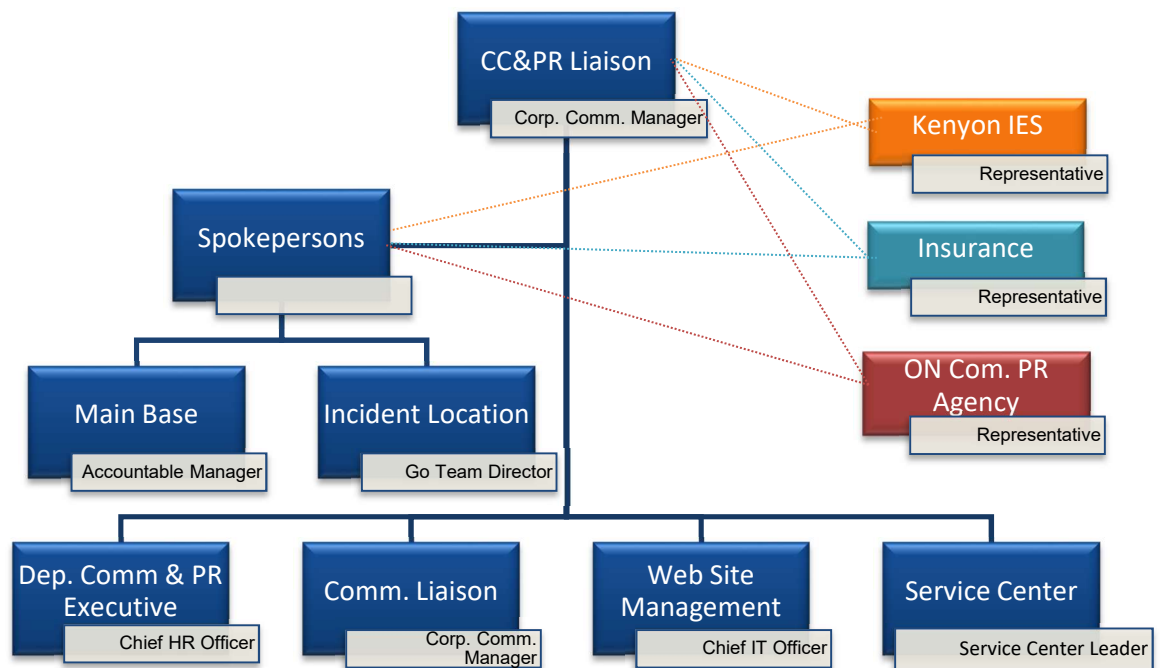 CC&PR Liaison
Corp. Comm. Manager
Kenyon IES
Representative
Spokepersons
Insurance
Representative
Main Base
Accountable Manager
Incident Location
Go Team Director
ON Com. PR
Agency
Representative
Dep. Comm & PR
Executive
Chief HR Officer
Comm. Liaison
Corp. Comm.
Manager
Web Site
Management
Chief IT Officer
Service Center
Service Center Leader